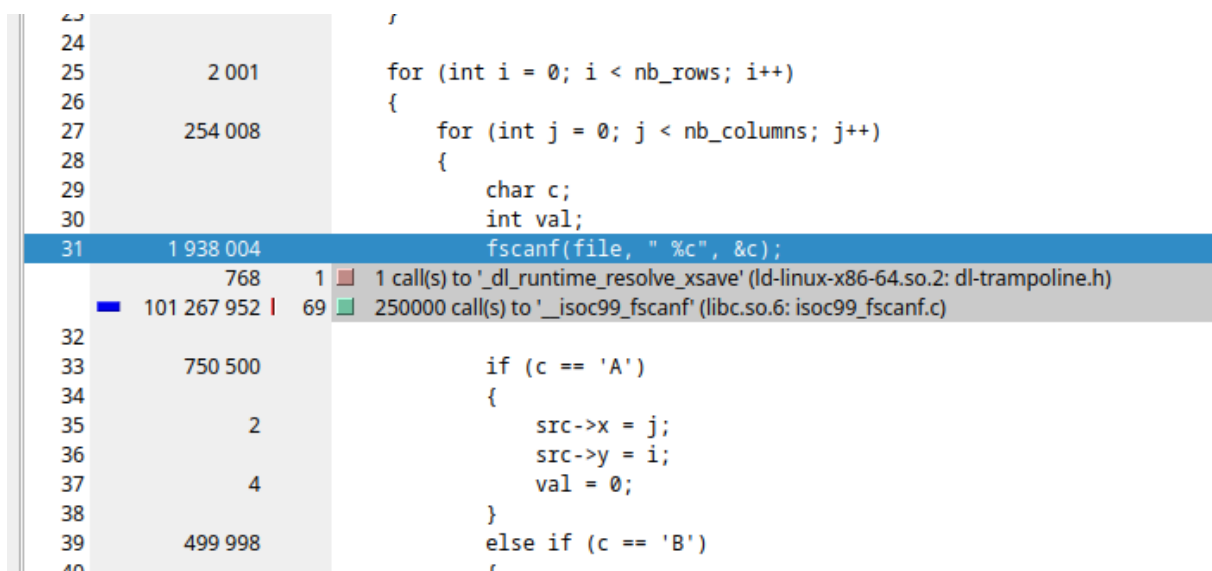 23 }
24
25 2 001 for (int i = 0; i < nb_rows; i++)
26 {
27 254 008 for (int j = 0; j < nb_columns; j++)
28 {
29 char c;
30 int val;
31 1 938 004 fscanf(file, " %c", &c);
768 1 1 call(s) to '_dl_runtime_resolve_xsave' (ld-linux-x86-64.so.2: dl-trampoline.h)
101 267 952 69 250000 call(s) to '__isoc99_fscanf' (libc.so.6: isoc99_fscanf.c)
32
33 750 500 if (c == 'A')
34 {
35 2 src->x = j;
36 src->y = i;
37 4 val = 0;
38 }
39 499 998 else if (c == 'B')
40 {